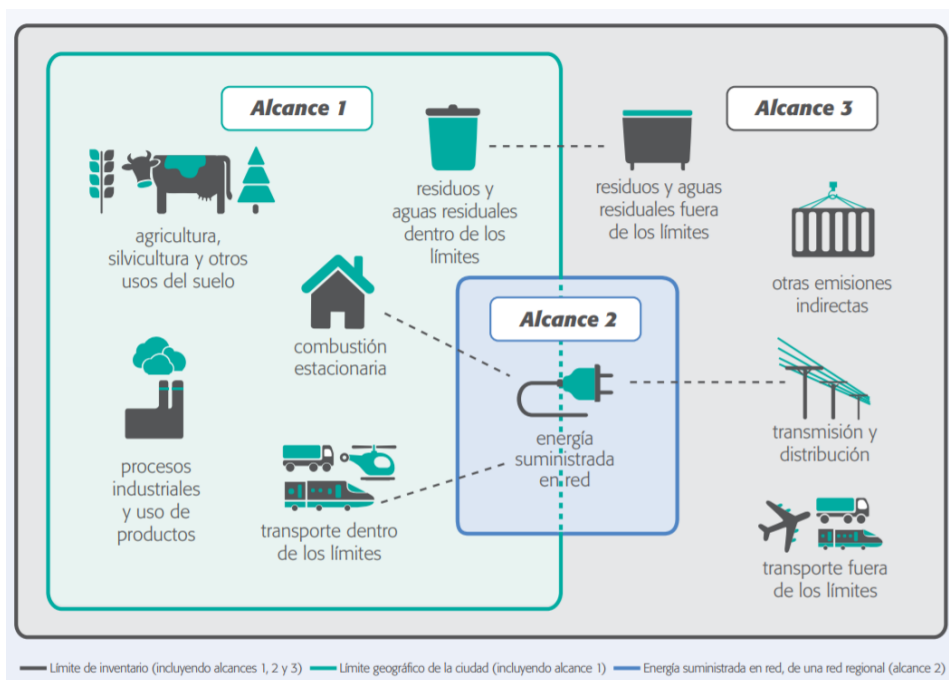 Alcance 1
Alcance 3
residuos y
aguas residuales
dentro de los
límites
residuos y aguas
residuales fuera
de los límites
agricultura,
silvicultura y otros
usos del suelo
otras emisiones
indirectas
Alcance 2
combustión
estacionaria
energía
suministrada
en red
transmisión y
distribución
procesos
industriales
y uso de
productos
transporte dentro
de los límites
transporte fuera
de los límites
Límite de inventario (incluyendo alcances 1, 2 y 3)
Límite geográfico de la ciudad (incluyendo alcance 1)
Energía suministrada en red, de una red regional (alcance 2)